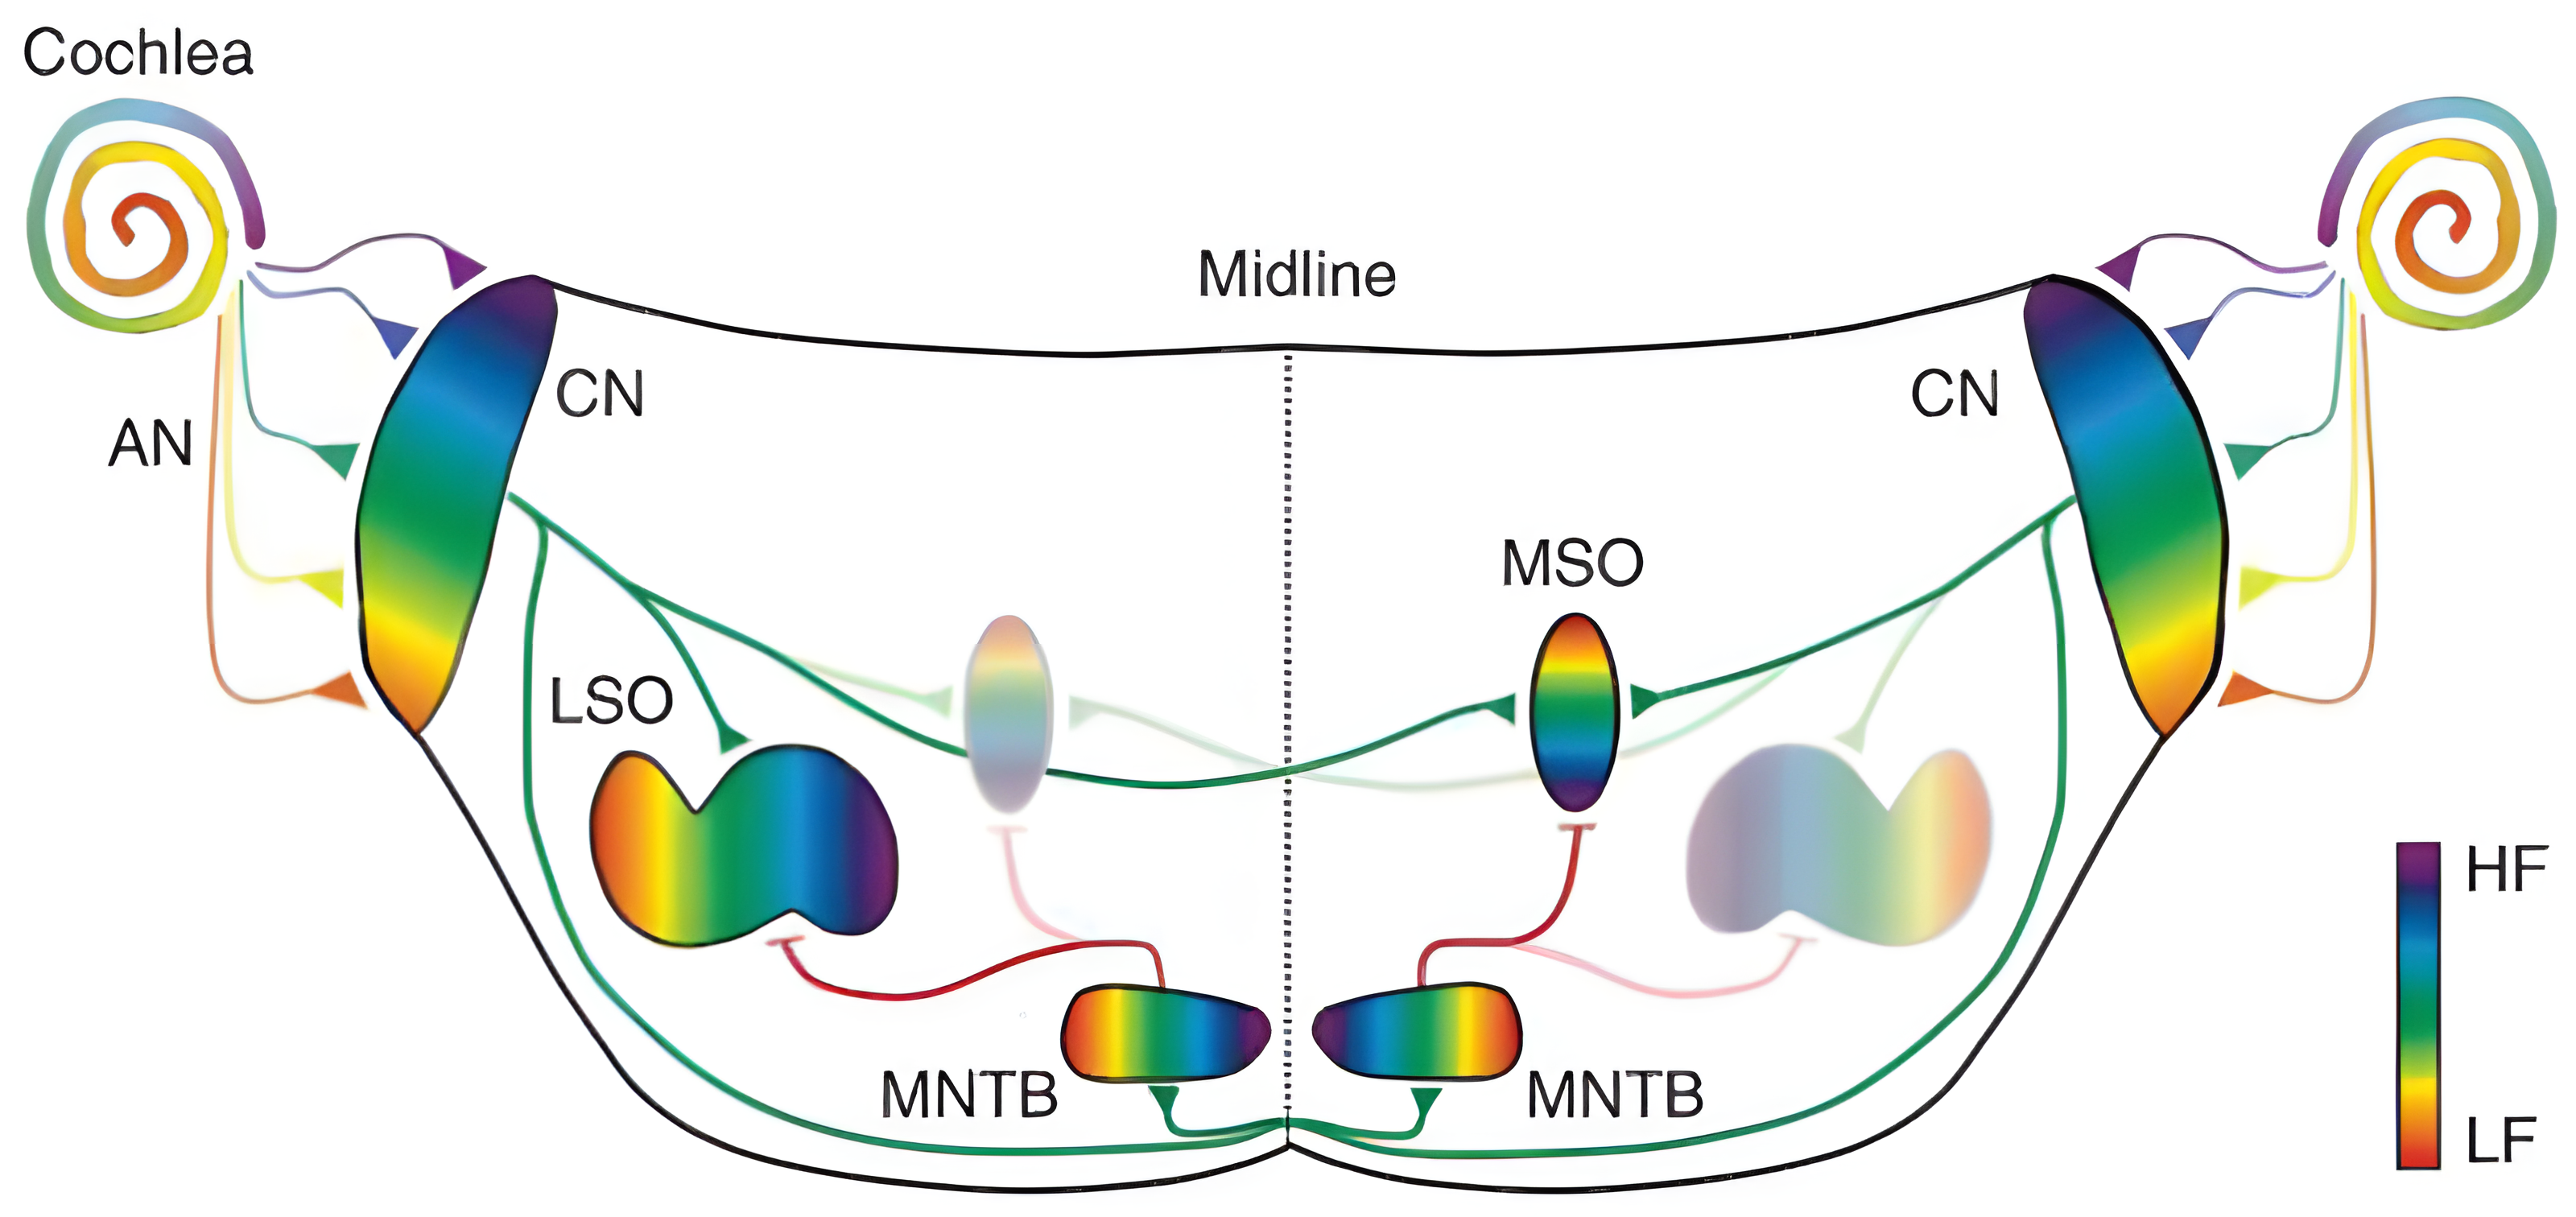 Cochlea
Midline
CN
CN
AN
MSO
LSO
HF
MNTB
MNTB
LF